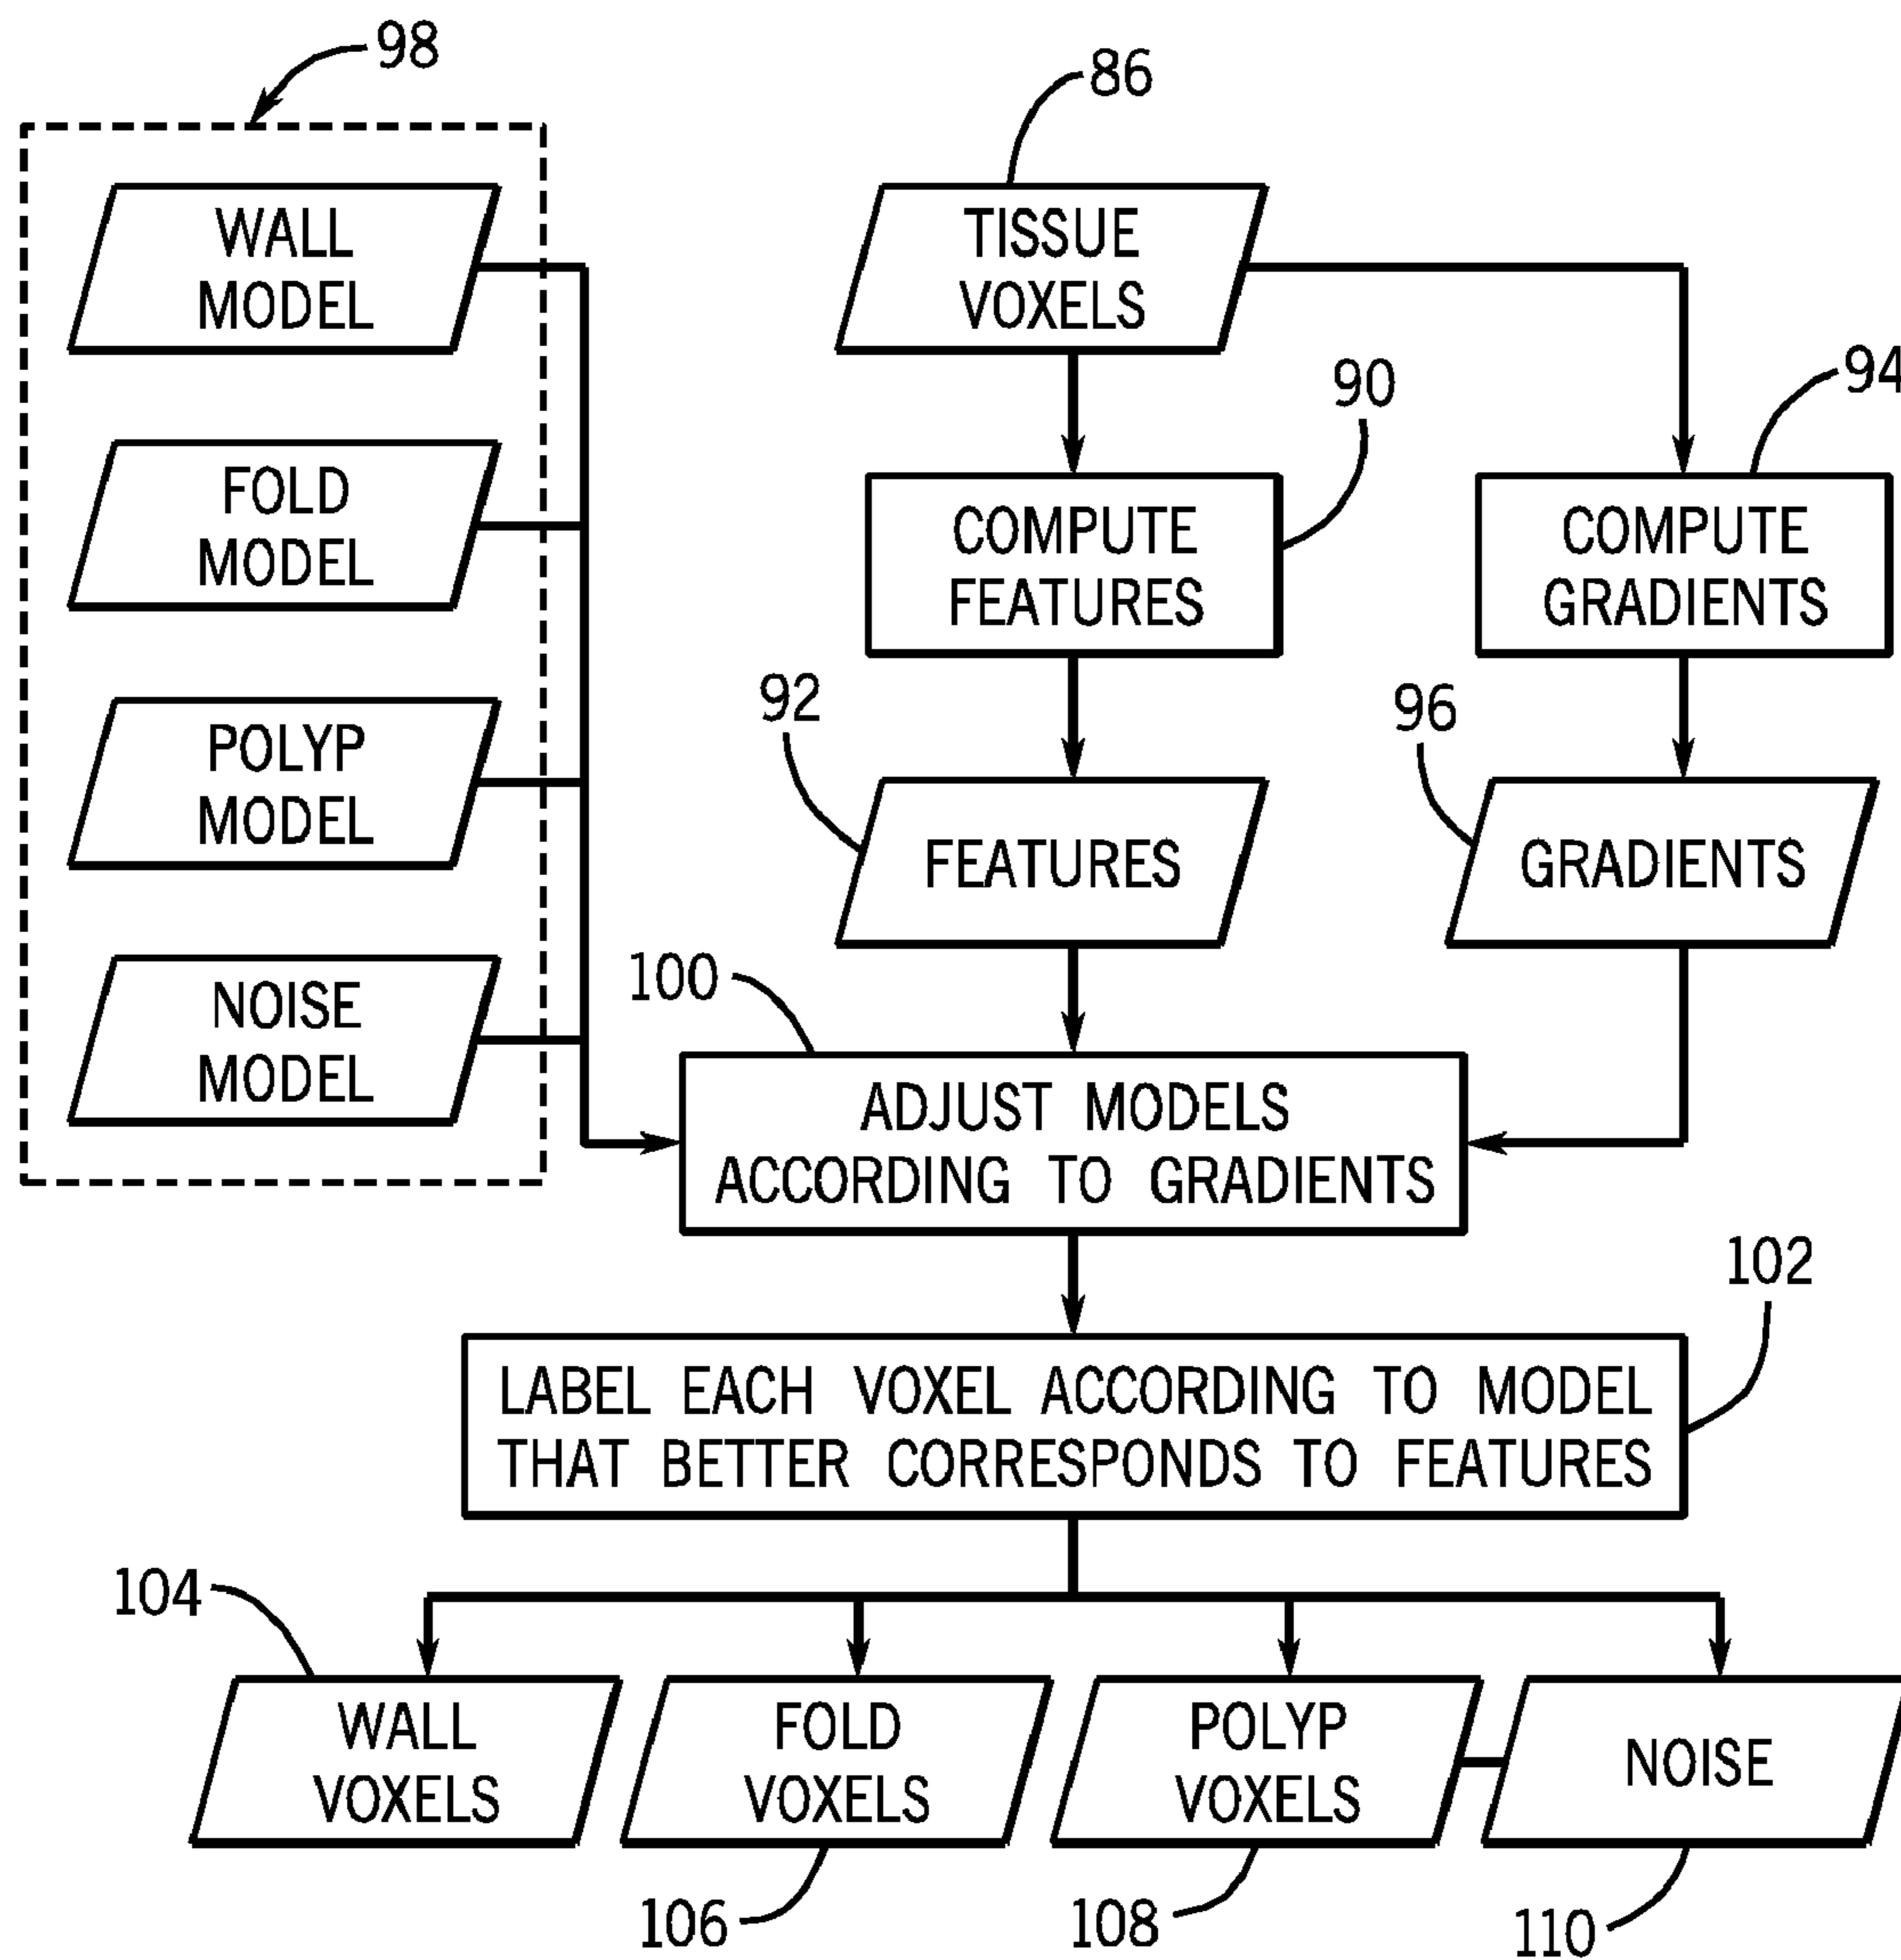 98
86
WALL
MODEL
TISSUE
VOXELS
90
94
FOLD
MODEL
COMPUTE
FEATURES
COMPUTE
GRADIENTS
92
96
POLYP
MODEL
FEATURES
GRADIENTS
100
NOISE
MODEL
ADJUST MODELS
ACCORDING TO GRADIENTS
102
LABEL EACH VOXEL ACCORDING TO MODEL
THAT BETTER CORRESPONDS TO FEATURES
104
WALL
VOXELS
FOLD
VOXELS
POLYP
VOXELS
NOISE
106
108
110